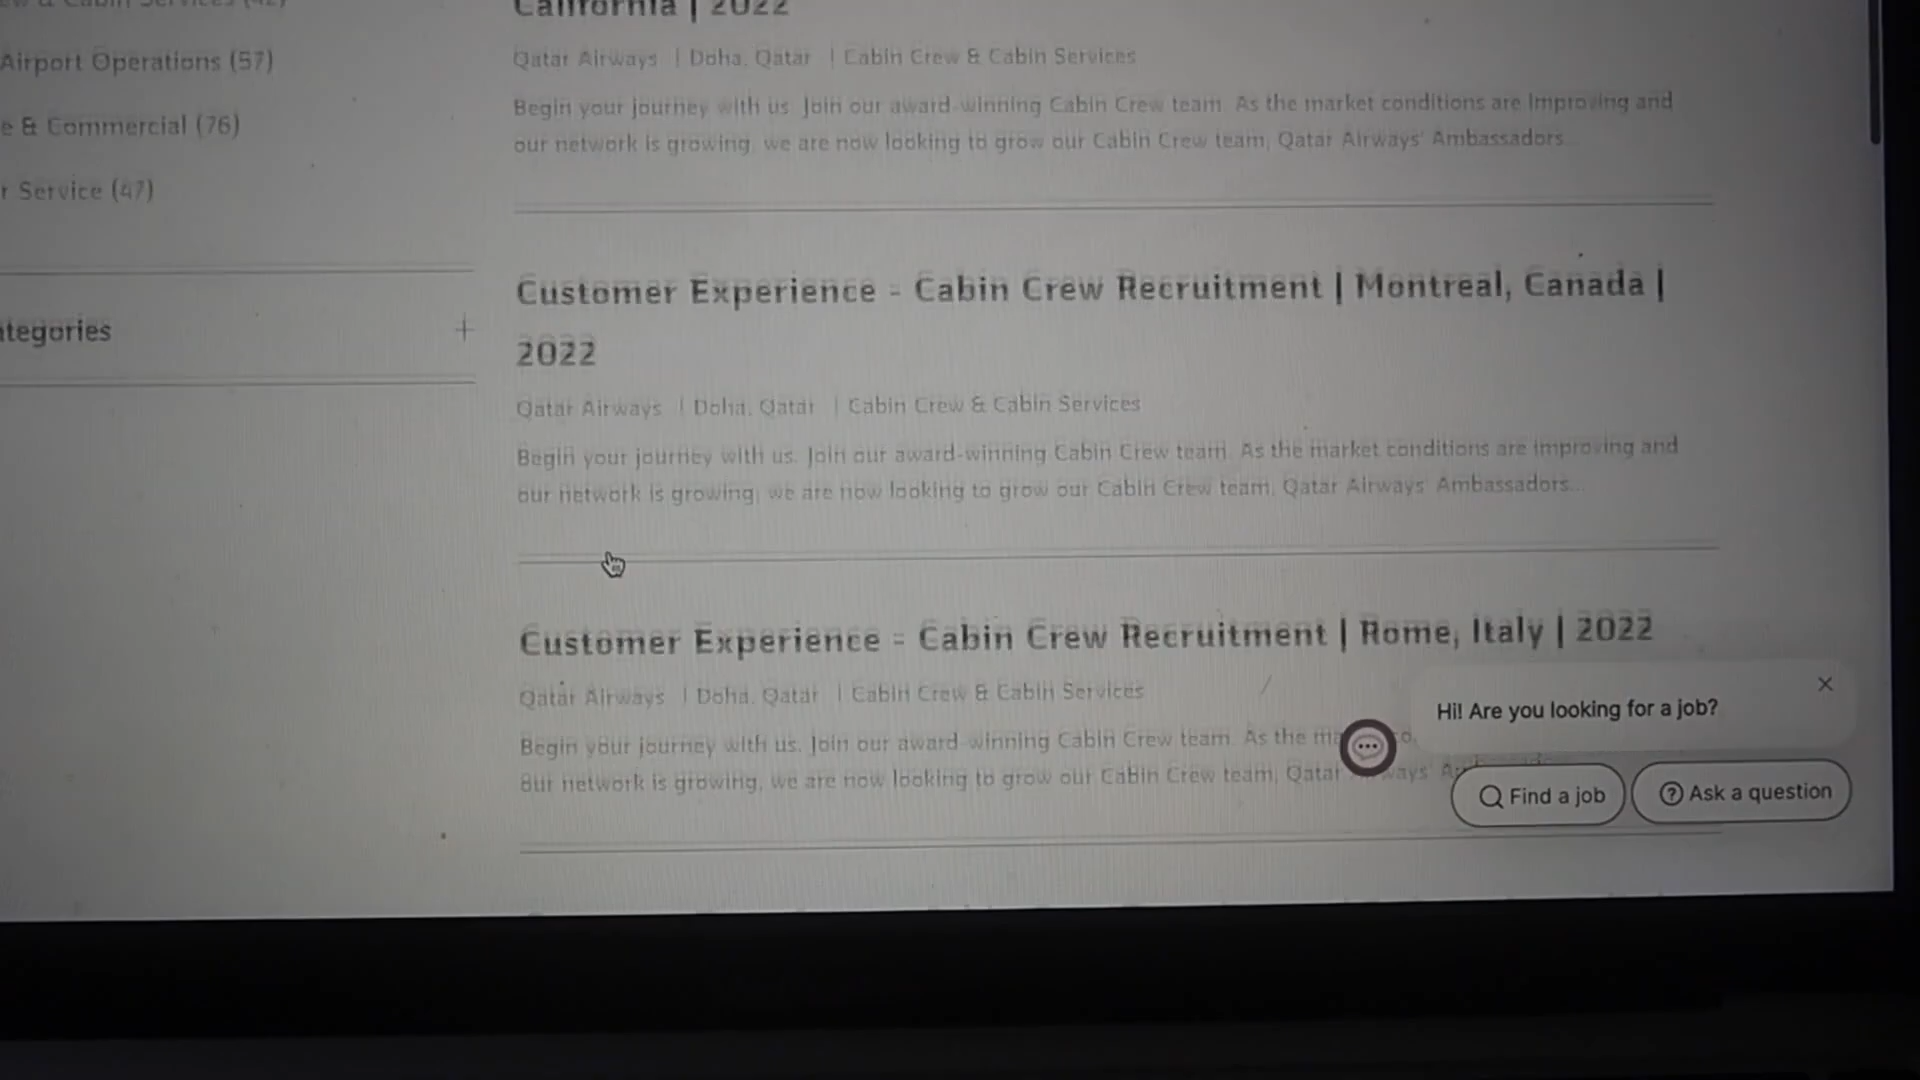 Airport Operations (57)
e & Commercial (76)
r Service (47)
ategories
California | 2022
Qatar Airways | Doha, Qatar | Cabin Crew & Cabin Services
Begin your journey with us. Join our award-winning Cabin Crew team. As the market conditions are improving and
our network is growing, we are now looking to grow our Cabin Crew team, Qatar Airways' Ambassadors...
Customer Experience - Cabin Crew Recruitment | Montreal, Canada |
2022
Qatar Airways | Doha, Qatar | Cabin Crew & Cabin Services
Begin your journey with us. Join our award-winning Cabin Crew team. As the market conditions are improving and
our network is growing, we are now looking to grow our Cabin Crew team, Qatar Airways' Ambassadors...
Customer Experience - Cabin Crew Recruitment | Rome, Italy | 2022
Qatar Airways | Doha, Qatar | Cabin Crew & Cabin Services
Begin your journey with us. Join our award-winning Cabin Crew team. As the
our network is growing, we are now looking to grow our Cabin Crew team, Qatar
Hi! Are you looking for a job?
Find a job
Ask a question